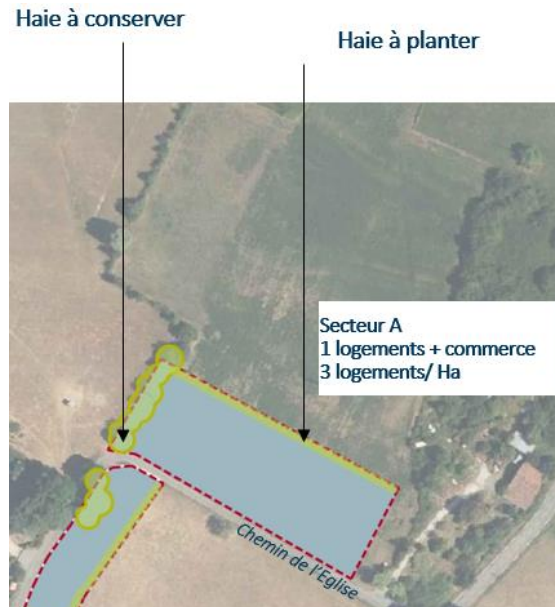 Haie à conserver
Haie à planter
Secteur A
1 logements + commerce
3 logements/ Ha
Chemin de l'Eglise